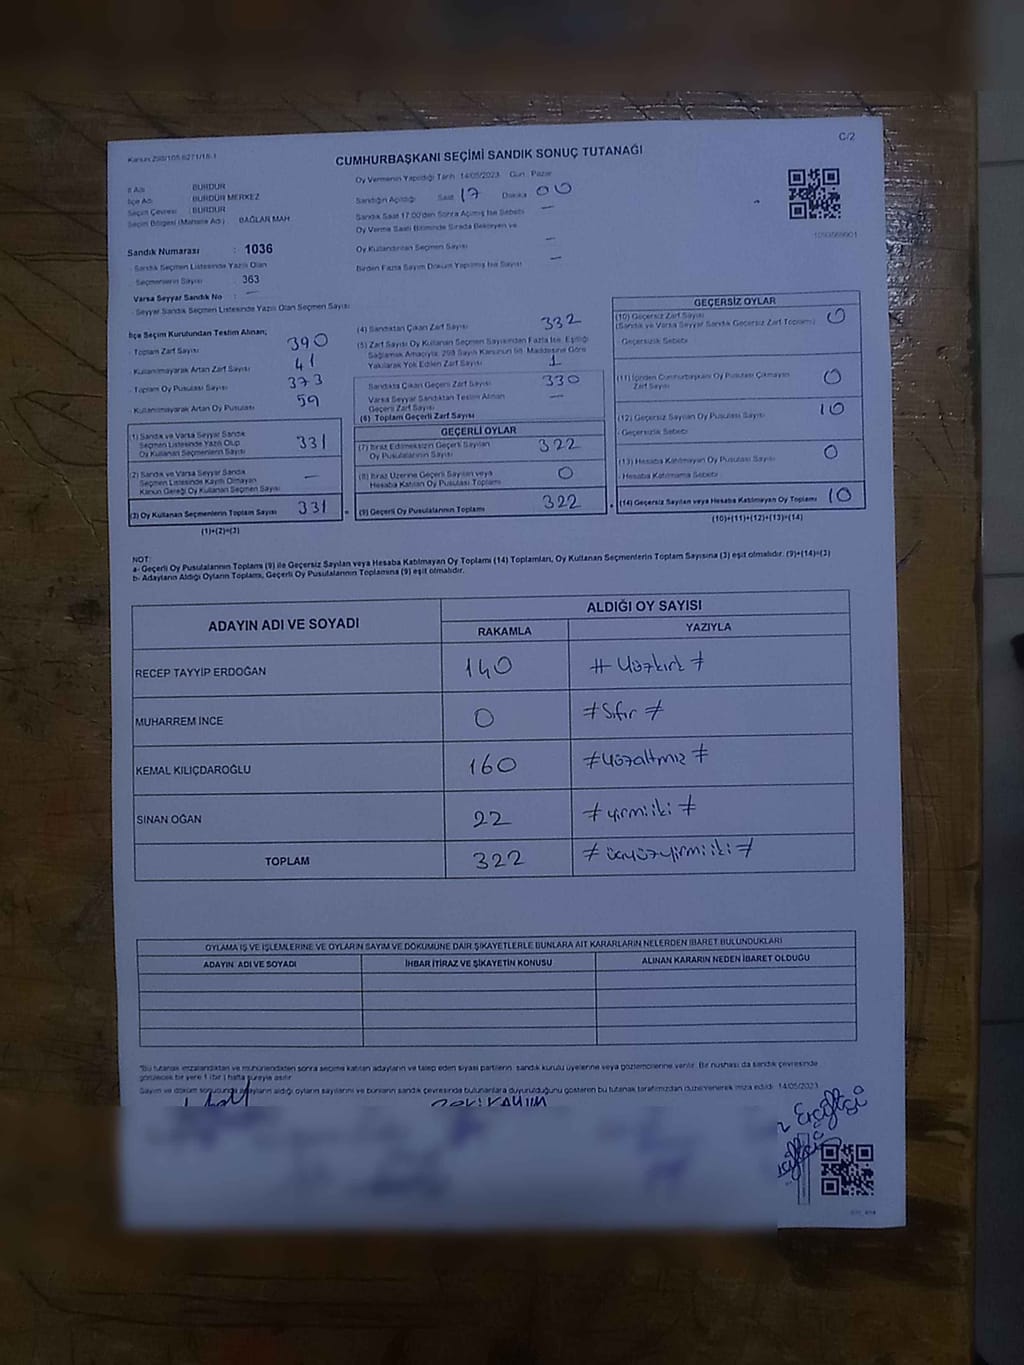 Kanun 298/105 6271/18-1
C/2
CUMHURBAŞKANI SEÇİMİ SANDIK SONUÇ TUTANAĞI
İl Adı : BURDUR
İlçe Adı : BURDUR MERKEZ
Seçim Çevresi : BURDUR
Seçim Bölgesi (Mahalle Adı) : BAĞLAR MAH.
Sandık Numarası : 1036
Sandık Seçmen Listesinde Yazılı Olan
Seçmenlerin Sayısı : 363
Varsa Seyyar Sandık No : —
Seyyar Sandık Seçmen Listesinde Yazılı Olan Seçmen Sayısı
Oy Vermenin Yapıldığı Tarih :14/05/2023 Gün : Pazar
Sandığın Açıldığı Saat 17 Dakika 00
Sandık Saat 17.00'den Sonra Açılmış İse Sebebi —
Oy Verme Saati Bitiminde Sırada Bekleyen ve
Oy Kullandırılan Seçmen Sayısı —
Birden Fazla Sayım Döküm Yapılmış İse Sayısı —
1036
İlçe Seçim Kurulundan Teslim Alınan;
- Toplam Zarf Sayısı 390
- Kullanılmayarak Artan Zarf Sayısı 41
- Toplam Oy Pusulası Sayısı 373
- Kullanılmayarak Artan Oy Pusulası 59
(1) Sandık ve Varsa Seyyar Sandık
Seçmen Listesinde Yazılı Olup
Oy Kullanan Seçmenlerin Sayısı 331
(2) Sandık ve Varsa Seyyar Sandık
Seçmen Listesinde Kayıtlı Olmayan
Kanun Gereği Oy Kullanan Seçmen Sayısı —
(3) Oy Kullanan Seçmenlerin Toplam Sayısı 331
(1)+(2)=(3)
(4) Sandıktan Çıkan Zarf Sayısı 332
(5) Zarf Sayısı Oy Kullanan Seçmen Sayısından Fazla İse, Eşitliği
Sağlamak Amacıyla, 298 Sayılı Kanunun 98. Maddesine Göre
Yakılarak Yok Edilen Zarf Sayısı 1
Sandıkta Çıkan Geçerli Zarf Sayısı 330
Varsa Seyyar Sandıktan Teslim Alınan
Geçerli Zarf Sayısı —
(6) Toplam Geçerli Zarf Sayısı
GEÇERLİ OYLAR
(7) İtiraz Edilmeksizin Geçerli Sayılan
Oy Pusulalarının Sayısı 322
(8) İtiraz Üzerine Geçerli Sayılan veya
Hesaba Katılan Oy Pusulası Toplamı 0
(9) Geçerli Oy Pusulalarının Toplamı 322
GEÇERSİZ OYLAR
(10) Geçersiz Zarf Sayısı 0
(Sandık ve Varsa Seyyar Sandık Geçersiz Zarf Toplamı)
- Geçersizlik Sebebi
(11) İçinden Cumhurbaşkanı Oy Pusulası Çıkmayan
Zarf Sayısı 0
(12) Geçersiz Sayılan Oy Pusulası Sayısı 10
- Geçersizlik Sebebi
(13) Hesaba Katılmayan Oy Pusulası Sayısı 0
- Hesaba Katılmama Sebebi
(14) Geçersiz Sayılan veya Hesaba Katılmayan Oy Toplamı 10
(10)+(11)+(12)+(13)=(14)
NOT:
a- Geçerli Oy Pusulalarının Toplamı (9) ile Geçersiz Sayılan veya Hesaba Katılmayan Oy Toplamı (14) Toplamları, Oy Kullanan Seçmenlerin Toplam Sayısına (3) eşit olmalıdır. (9)+(14)=(3)
b- Adayların Aldığı Oyların Toplamı, Geçerli Oy Pusulalarının Toplamına (9) eşit olmalıdır.
ADAYIN ADI VE SOYADI ALDIĞI OY SAYISI
RAKAMLA YAZIYLA
RECEP TAYYİP ERDOĞAN 140 # Yüzkırk #
MUHARREM İNCE 0 # Sıfır #
KEMAL KILIÇDAROĞLU 160 # Yüzaltmış #
SİNAN OĞAN 22 # yirmiiki #
TOPLAM 322 # üçyüzyirmiiki #
OYLAMA İŞ VE İŞLEMLERİNE VE OYLARIN SAYIM VE DÖKÜMÜNE DAİR ŞİKAYETLERLE BUNLARA AİT KARARLARIN NELERDEN İBARET BULUNDUKLARI
ADAYIN ADI VE SOYADI İHBAR İTİRAZ VE ŞİKAYETİN KONUSU ALINAN KARARIN NEDEN İBARET OLDUĞU
"Bu tutanak imzalandıktan ve mühürlendikten sonra seçime katılan adayların ve talep eden siyasi partilerin sandık kurulu üyelerine veya gözlemcilerine verilir. Bir nüshası da sandık çevresinde
görülecek bir yere 1 (bir ) hafta süreyle asılır
Sayım ve döküm sonucunda adayların aldığı oyların sayılarını ve bunların sandık çevresinde bulunanlara duyurulduğunu gösteren bu tutanak tarafımızdan düzenlenerek imza edildi. 14/05/2023